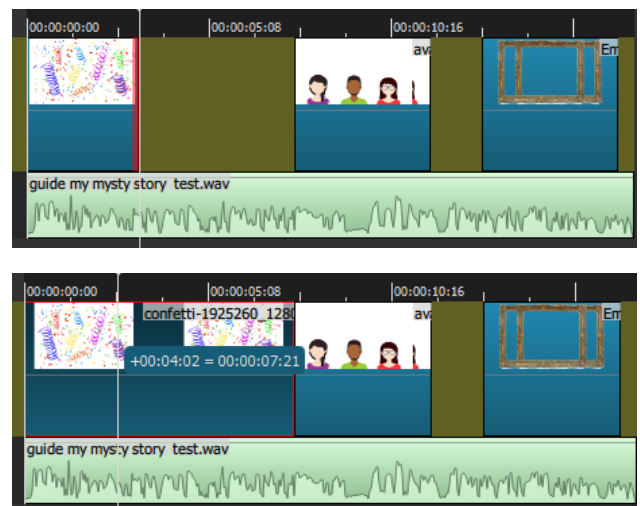 00:00:00:00 00:00:05:08 00:00:10:16
ava Em
guide my mysty story test.wav
00:00:00:00 00:00:05:08 00:00:10:16
confetti-1925260_1280 ava Em
+00:04:02 = 00:00:07:21
guide my mysty story test.wav